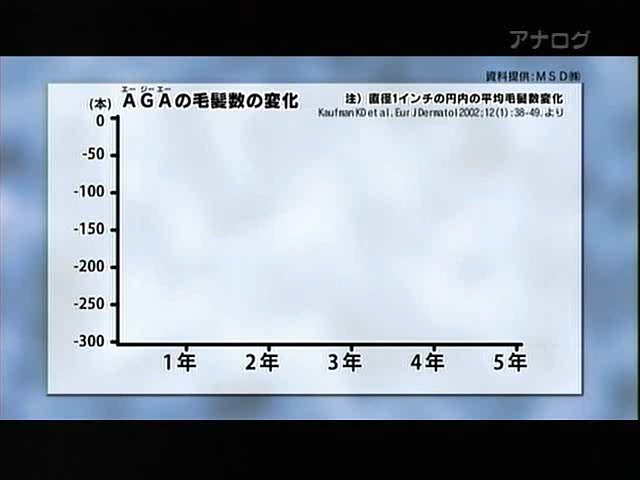 アナログ
資料提供:ＭＳＤ㈱
エー ジーエー
(本) ＡＧＡの毛髪数の変化
注) 直径1インチの円内の平均毛髪数変化
Kaufman KD et al. Eur J Dermatol 2002;12(1):38-49.より
0
-50
-100
-150
-200
-250
-300
1年 2年 3年 4年 5年